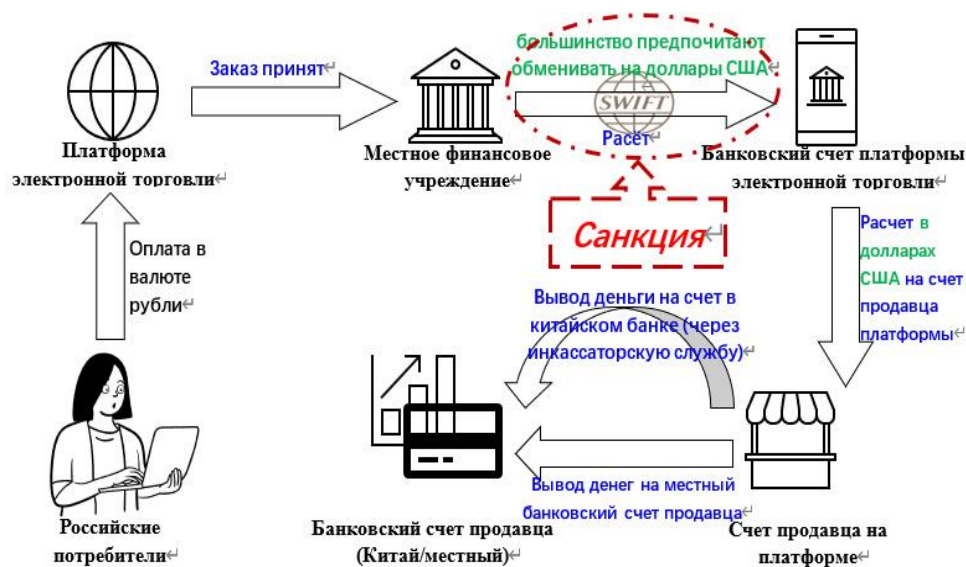 большинство предпочитают
обменивать на доллары США
Заказ принят
SWIFT
Расёт
Платформа
электронной торговли
Местное финансовое
учреждение
Банковский счет платформы
электронной торговли
Санкция
Оплата в
валюте
рубли
Расчет в
долларах
США на счет
продавца
платформы
Вывод деньги на счет в
китайском банке (через
инкассаторскую службу)
Вывод денег на местный
банковский счет продавца
Российские
потребители
Банковский счет продавца
(Китай/местный)
Счет продавца на
платформе